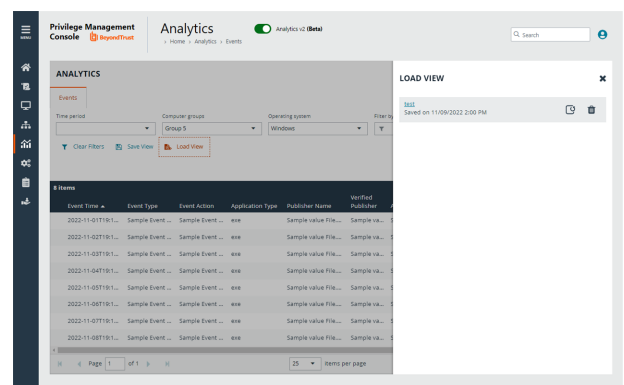 MENU
Privilege Management
Console BeyondTrust
Analytics
› Home › Analytics › Events
Analytics v2 (Beta)
Search
ANALYTICS
Events
Time period
Computer groups
Operating system
Filter by
Group 5
Windows
Clear Filters
Save View
Load View
LOAD VIEW
test
Saved on 11/09/2022 2:00 PM
8 items
Event Time Event Type Event Action Application Type Publisher Name Verified Publisher
2022-11-01T19:1... Sample Event ... Sample Event ... exe Sample value File.... Sample va...
2022-11-02T19:1... Sample Event ... Sample Event ... exe Sample value File.... Sample va...
2022-11-03T19:1... Sample Event ... Sample Event ... exe Sample value File.... Sample va...
2022-11-04T19:1... Sample Event ... Sample Event ... exe Sample value File.... Sample va...
2022-11-05T19:1... Sample Event ... Sample Event ... exe Sample value File.... Sample va...
2022-11-06T19:1... Sample Event ... Sample Event ... exe Sample value File.... Sample va...
2022-11-07T19:1... Sample Event ... Sample Event ... exe Sample value File.... Sample va...
2022-11-08T19:1... Sample Event ... Sample Event ... exe Sample value File.... Sample va...
Page 1 of 1
25 items per page